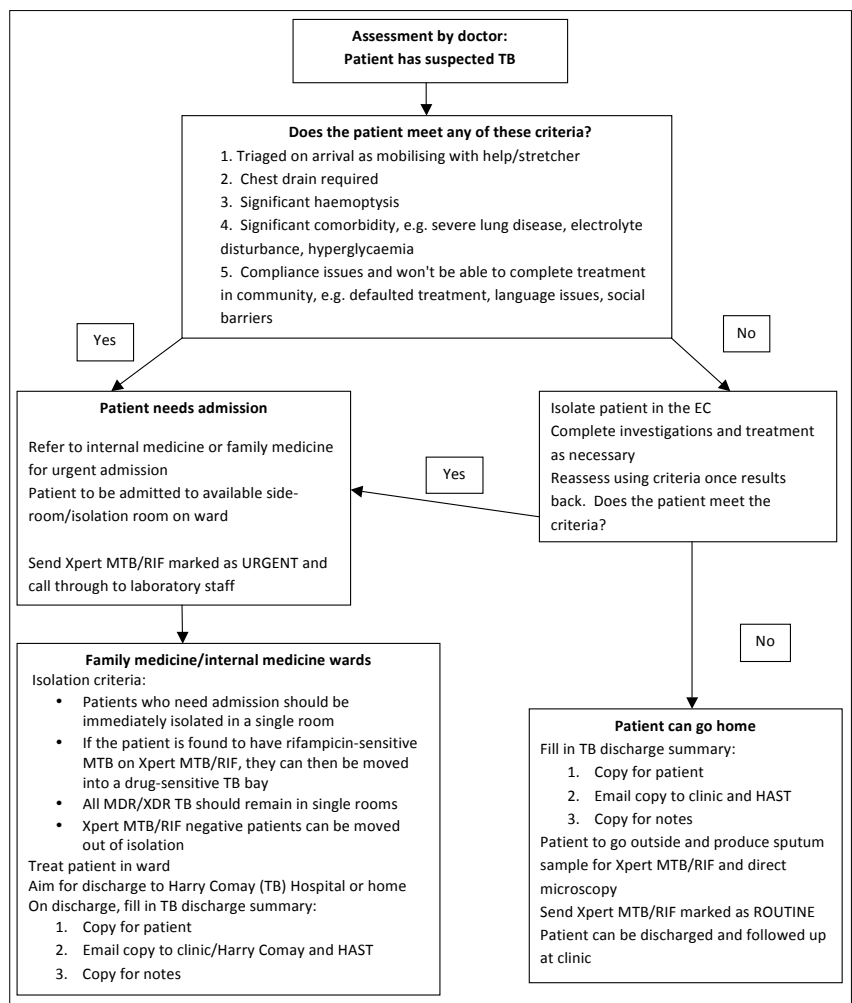 Assessment by doctor:
Patient has suspected TB
Does the patient meet any of these criteria?
1. Triaged on arrival as mobilising with help/stretcher
2. Chest drain required
3. Significant haemoptysis
4. Significant comorbidity, e.g. severe lung disease, electrolyte
disturbance, hyperglycaemia
5. Compliance issues and won't be able to complete treatment
in community, e.g. defaulted treatment, language issues, social
barriers
Yes
No
Patient needs admission
Refer to internal medicine or family medicine
for urgent admission
Patient to be admitted to available side-
room/isolation room on ward
Send Xpert MTB/RIF marked as URGENT and
call through to laboratory staff
Yes
Isolate patient in the EC
Complete investigations and treatment
as necessary
Reassess using criteria once results
back. Does the patient meet the
criteria?
No
Family medicine/internal medicine wards
Isolation criteria:
• Patients who need admission should be
immediately isolated in a single room
• If the patient is found to have rifampicin-sensitive
MTB on Xpert MTB/RIF, they can then be moved
into a drug-sensitive TB bay
• All MDR/XDR TB should remain in single rooms
• Xpert MTB/RIF negative patients can be moved
out of isolation
Treat patient in ward
Aim for discharge to Harry Comay (TB) Hospital or home
On discharge, fill in TB discharge summary:
1. Copy for patient
2. Email copy to clinic/Harry Comay and HAST
3. Copy for notes
Patient can go home
Fill in TB discharge summary:
1. Copy for patient
2. Email copy to clinic and HAST
3. Copy for notes
Patient to go outside and produce sputum
sample for Xpert MTB/RIF and direct
microscopy
Send Xpert MTB/RIF marked as ROUTINE
Patient can be discharged and followed up
at clinic